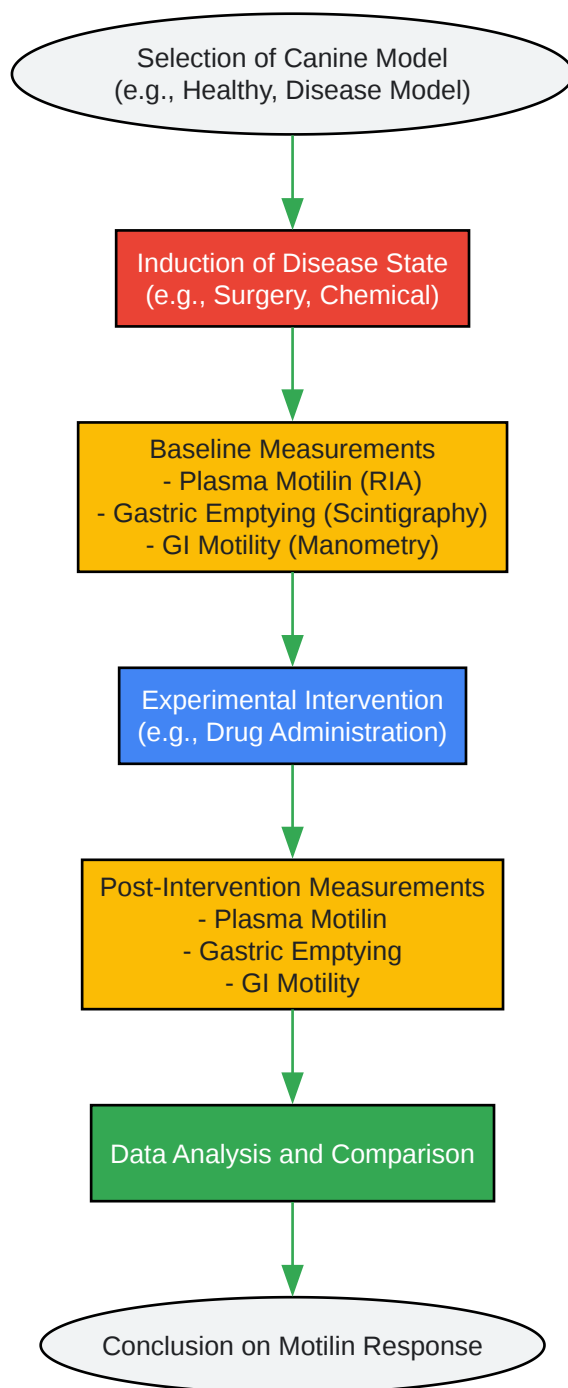 Selection of Canine Model
(e.g., Healthy, Disease Model)
Induction of Disease State
(e.g., Surgery, Chemical)
Baseline Measurements
- Plasma Motilin (RIA)
- Gastric Emptying (Scintigraphy)
- GI Motility (Manometry)
Experimental Intervention
(e.g., Drug Administration)
Post-Intervention Measurements
- Plasma Motilin
- Gastric Emptying
- GI Motility
Data Analysis and Comparison
Conclusion on Motilin Response